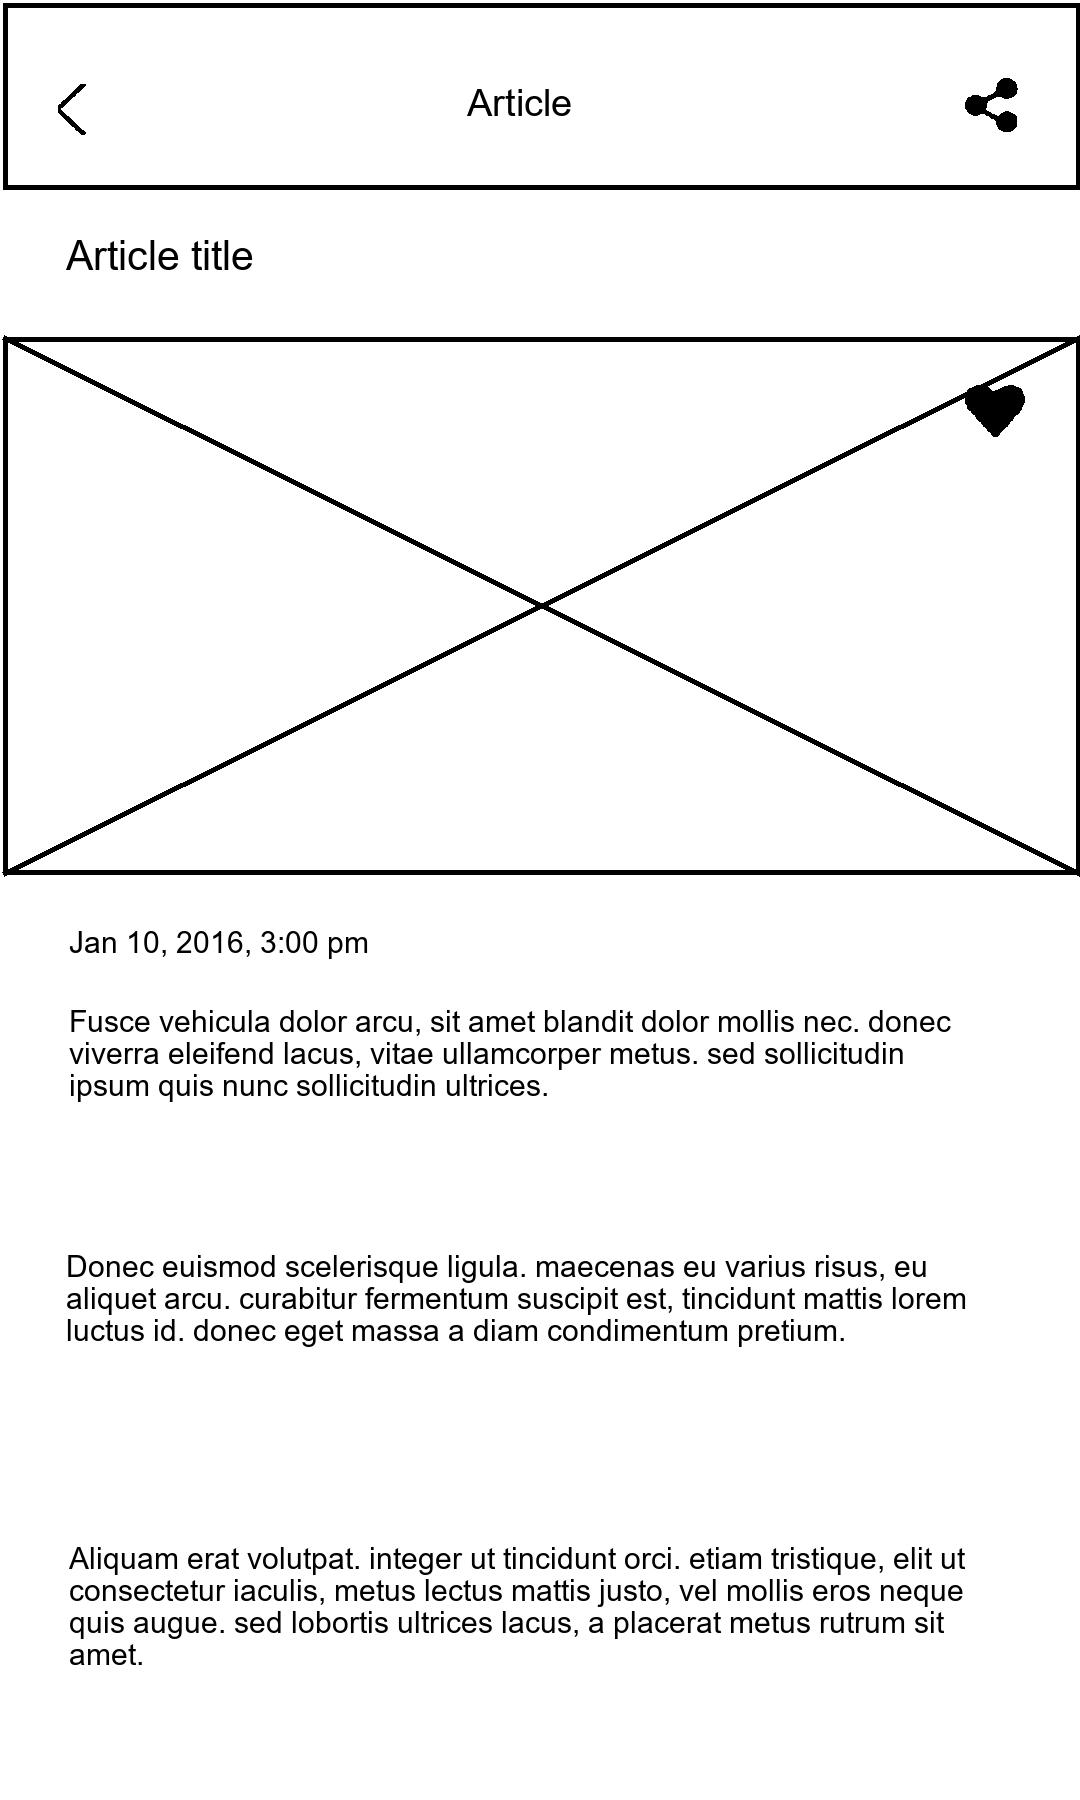 Article
Article title
Jan 10, 2016, 3:00 pm
Fusce vehicula dolor arcu, sit amet blandit dolor mollis nec. donec
viverra eleifend lacus, vitae ullamcorper metus. sed sollicitudin
ipsum quis nunc sollicitudin ultrices.
Donec euismod scelerisque ligula. maecenas eu varius risus, eu
aliquet arcu. curabitur fermentum suscipit est, tincidunt mattis lorem
luctus id. donec eget massa a diam condimentum pretium.
Aliquam erat volutpat. integer ut tincidunt orci. etiam tristique, elit ut
consectetur iaculis, metus lectus mattis justo, vel mollis eros neque
quis augue. sed lobortis ultrices lacus, a placerat metus rutrum sit
amet.